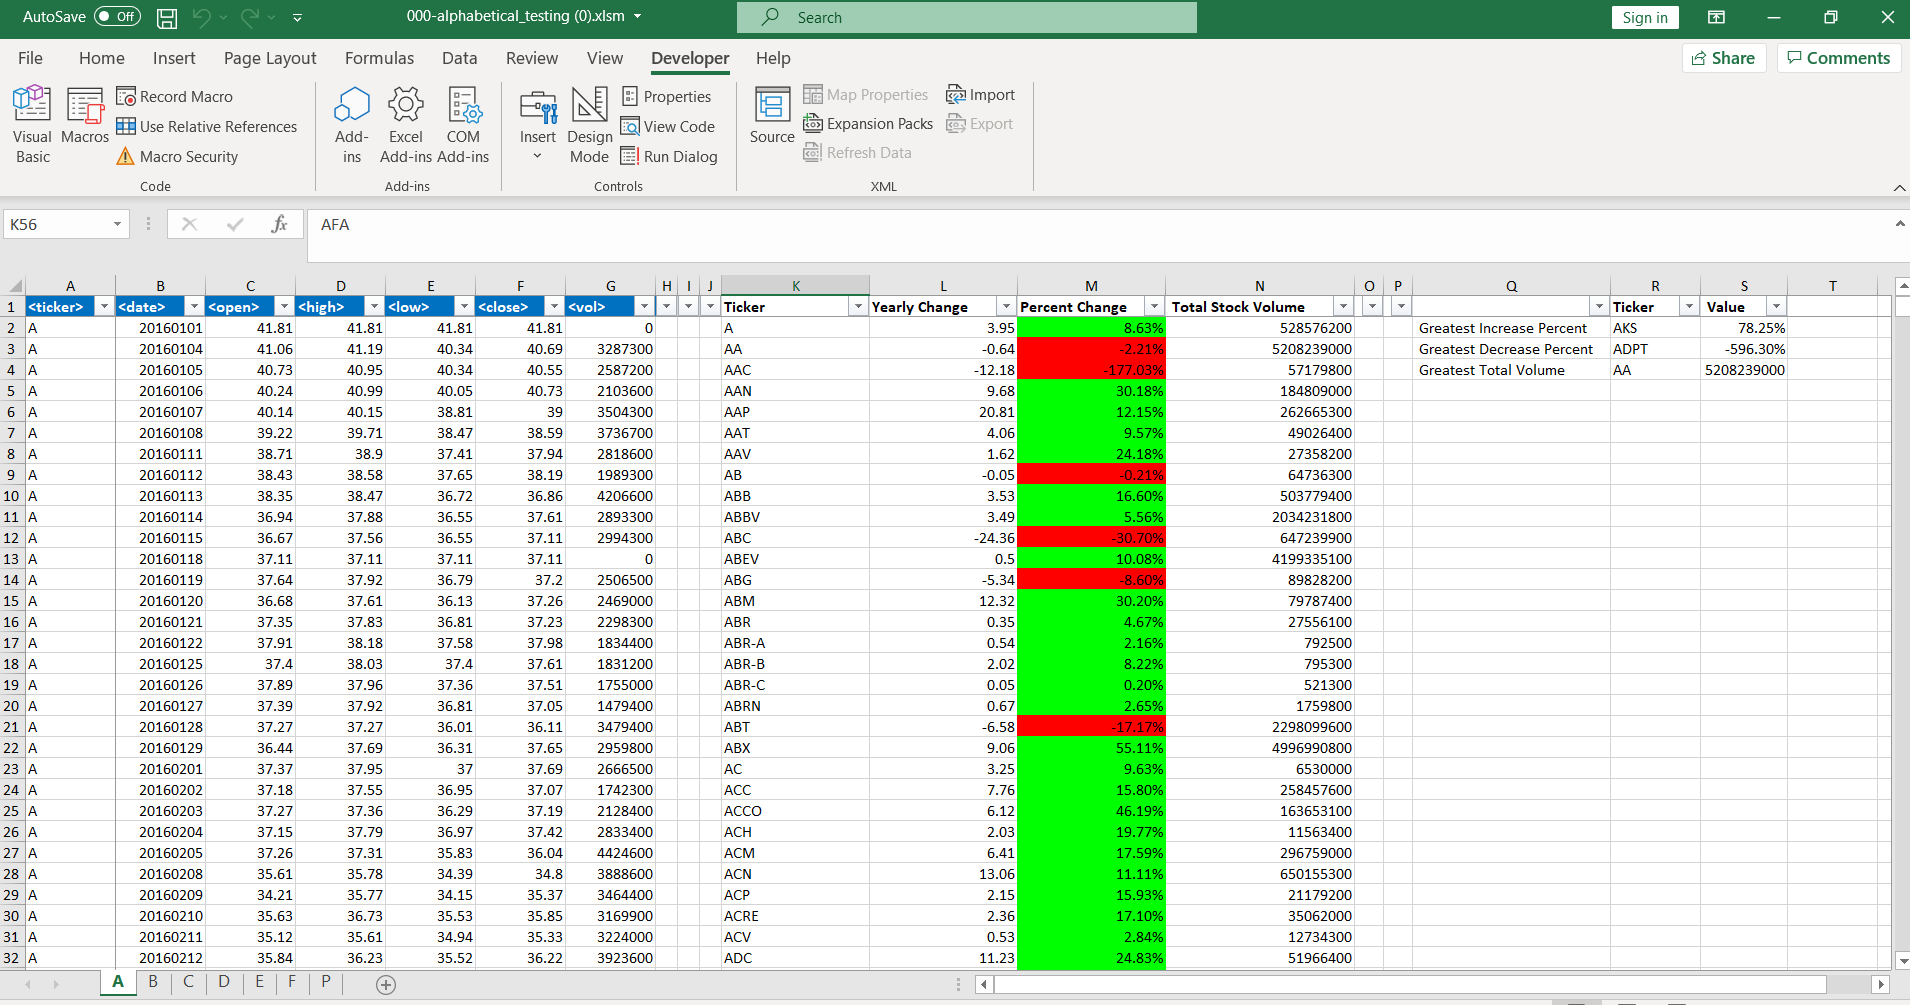 AutoSave Off 000-alphabetical_testing (0).xlsm Search Sign in
File Home Insert Page Layout Formulas Data Review View Developer Help Share Comments
Visual Basic Macros Record Macro Use Relative References Macro Security Code
Add-ins Excel Add-ins COM Add-ins Add-ins
Insert Design Mode Properties View Code Run Dialog Controls
Source Map Properties Expansion Packs Refresh Data Import Export XML
K56 fx AFA
A B C D E F G H I J K L M N O P Q R S T
1 <ticker> <date> <open> <high> <low> <close> <vol> Ticker Yearly Change Percent Change Total Stock Volume Ticker Value
2 A 20160101 41.81 41.81 41.81 41.81 0 A 3.95 8.63% 528576200 Greatest Increase Percent AKS 78.25%
3 A 20160104 41.06 41.19 40.34 40.69 3287300 AA -0.64 -2.21% 5208239000 Greatest Decrease Percent ADPT -596.30%
4 A 20160105 40.73 40.95 40.34 40.55 2587200 AAC -12.18 -177.03% 57179800 Greatest Total Volume AA 5208239000
5 A 20160106 40.24 40.99 40.05 40.73 2103600 AAN 9.68 30.18% 184809000
6 A 20160107 40.14 40.15 38.81 39 3504300 AAP 20.81 12.15% 262665300
7 A 20160108 39.22 39.71 38.47 38.59 3736700 AAT 4.06 9.57% 49026400
8 A 20160111 38.71 38.9 37.41 37.94 2818600 AAV 1.62 24.18% 27358200
9 A 20160112 38.43 38.58 37.65 38.19 1989300 AB -0.05 -0.21% 64736300
10 A 20160113 38.35 38.47 36.72 36.86 4206600 ABB 3.53 16.60% 503779400
11 A 20160114 36.94 37.88 36.55 37.61 2893300 ABBV 3.49 5.56% 2034231800
12 A 20160115 36.67 37.56 36.55 37.11 2994300 ABC -24.36 -30.70% 647239900
13 A 20160118 37.11 37.11 37.11 37.11 0 ABEV 0.5 10.08% 4199335100
14 A 20160119 37.64 37.92 36.79 37.2 2506500 ABG -5.34 -8.60% 89828200
15 A 20160120 36.68 37.61 36.13 37.26 2469000 ABM 12.32 30.20% 79787400
16 A 20160121 37.35 37.83 36.81 37.23 2298300 ABR 0.35 4.67% 27556100
17 A 20160122 37.91 38.18 37.58 37.98 1834400 ABR-A 0.54 2.16% 792500
18 A 20160125 37.4 38.03 37.4 37.61 1831200 ABR-B 2.02 8.22% 795300
19 A 20160126 37.89 37.96 37.36 37.51 1755000 ABR-C 0.05 0.20% 521300
20 A 20160127 37.39 37.92 36.81 37.05 1479400 ABRN 0.67 2.65% 1759800
21 A 20160128 37.27 37.27 36.01 36.11 3479400 ABT -6.58 -17.17% 2298099600
22 A 20160129 36.44 37.69 36.31 37.65 2959800 ABX 9.06 55.11% 4996990800
23 A 20160201 37.37 37.95 37 37.69 2666500 AC 3.25 9.63% 6530000
24 A 20160202 37.18 37.55 36.95 37.07 1742300 ACC 7.76 15.80% 258457600
25 A 20160203 37.27 37.36 36.29 37.19 2128400 ACCO 6.12 46.19% 163653100
26 A 20160204 37.15 37.79 36.97 37.42 2833400 ACH 2.03 19.77% 11563400
27 A 20160205 37.26 37.31 35.83 36.04 4424600 ACM 6.41 17.59% 296759000
28 A 20160208 35.61 35.78 34.39 34.8 3888600 ACN 13.06 11.11% 650155300
29 A 20160209 34.21 35.77 34.15 35.37 3464400 ACP 2.15 15.93% 21179200
30 A 20160210 35.63 36.73 35.53 35.85 3169900 ACRE 2.36 17.10% 35062000
31 A 20160211 35.12 35.61 34.94 35.33 3224000 ACV 0.53 2.84% 12734300
32 A 20160212 35.84 36.23 35.52 36.22 3923600 ADC 11.23 24.83% 51966400
A B C D E F P